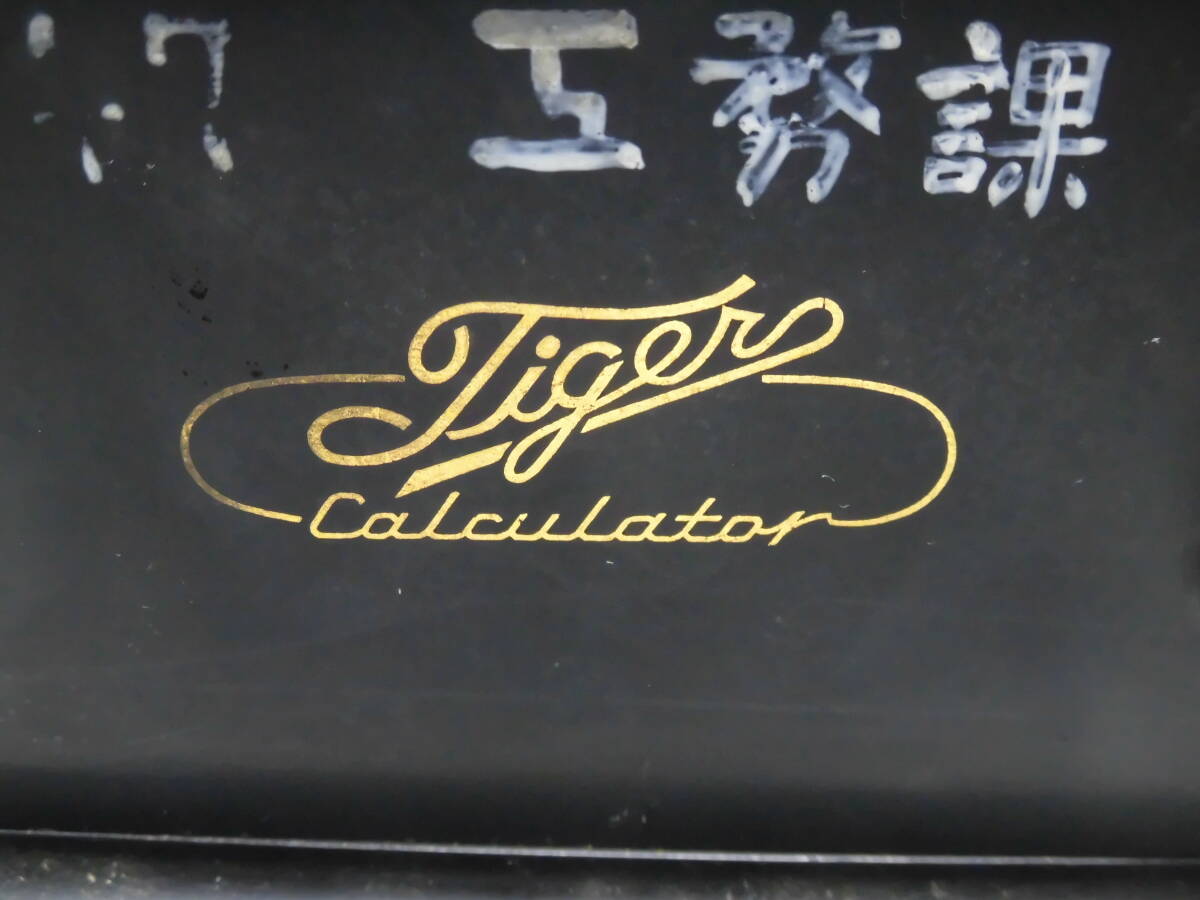 工務課
Tiger
Calculator